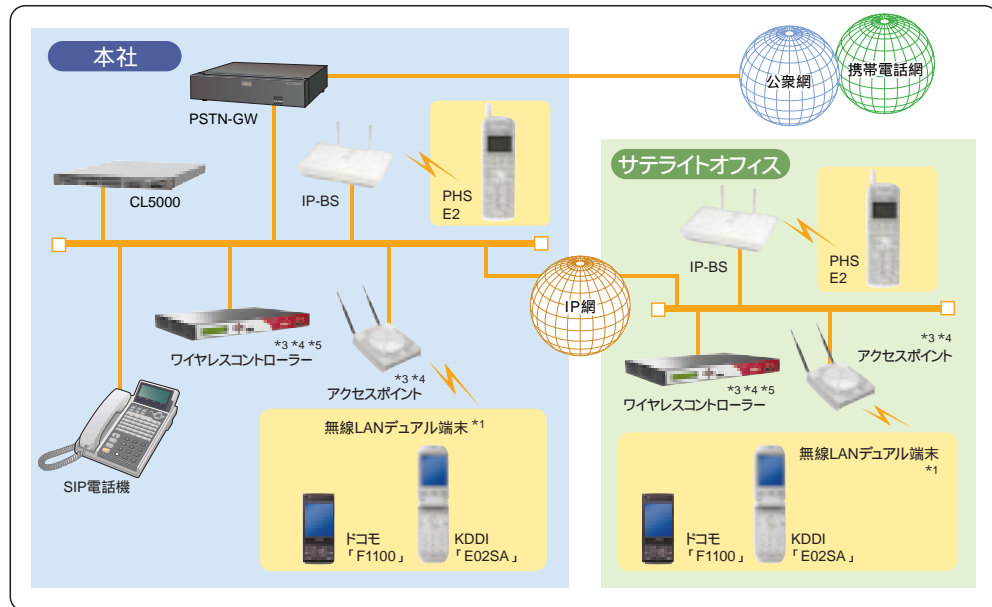 本社
PSTN-GW
公衆網
携帯電話網
CL5000
IP-BS
PHS
E2
サテライトオフィス
IP-BS
PHS
E2
IP網
*3 *4 *5
ワイヤレスコントローラー
*3 *4
アクセスポイント
*3 *4
アクセスポイント
*3 *4 *5
ワイヤレスコントローラー
SIP電話機
無線LANデュアル端末 *1
ドコモ
「F1100」
KDDI
「E02SA」
無線LANデュアル端末
*1
ドコモ
「F1100」
KDDI
「E02SA」